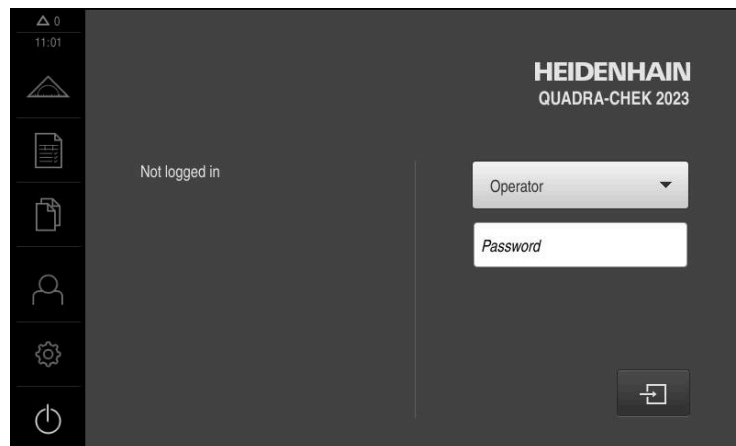 0
11:01
HEIDENHAIN
QUADRA-CHEK 2023
Not logged in
Operator
Password